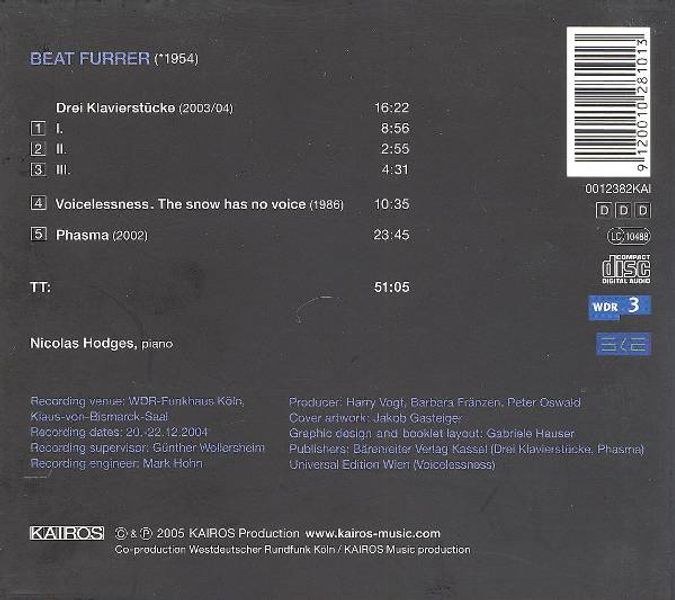 BEAT FURRER (*1954)
Drei Klavierstücke (2003/04) 16:22
1 I. 8:56
2 II. 2:55
3 III. 4:31
4 Voicelessness. The snow has no voice (1986) 10:35
5 Phasma (2002) 23:45
TT: 51:05
Nicolas Hodges, piano
9 120010 281013
0012382KAI
D D D
LC 10488
COMPACT
disc
DIGITAL AUDIO
WDR 3
Recording venue: WDR-Funkhaus Köln,
Klaus-von-Bismarck-Saal
Recording dates: 20.-22.12.2004
Recording supervisor: Günther Wollersheim
Recording engineer: Mark Hohn
Producer: Harry Vogt, Barbara Fränzen, Peter Oswald
Cover artwork: Jakob Gasteiger
Graphic design and booklet layout: Gabriele Hauser
Publishers: Bärenreiter Verlag Kassel (Drei Klavierstücke, Phasma)
Universal Edition Wien (Voicelessness)
KAIROS © & ℗ 2005 KAIROS Production www.kairos-music.com
Co-production Westdeutscher Rundfunk Köln / KAIROS Music production